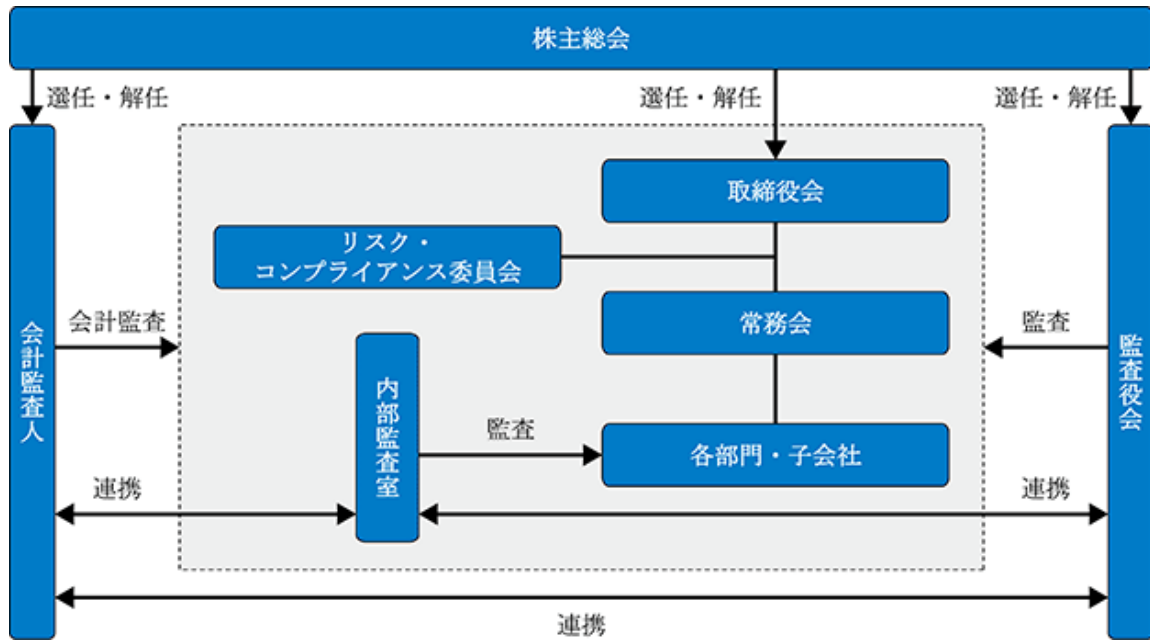 株主総会
選任・解任
選任・解任
選任・解任
取締役会
リスク・
コンプライアンス委員会
常務会
会計監査
監査
会計監査人
監査役会
内部監査室
監査
各部門・子会社
連携
連携
連携